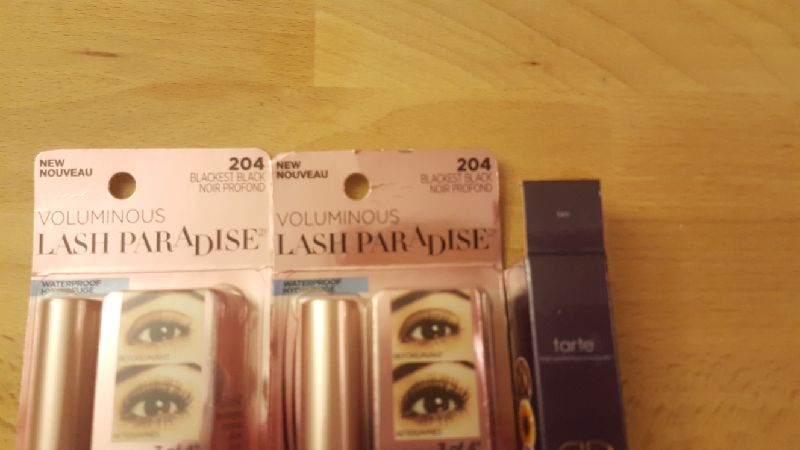 NEW
NOUVEAU
204
BLACKEST BLACK
NOIR PROFOND
VOLUMINOUS
LASH PARADISE
WATERPROOF
NEW
NOUVEAU
204
BLACKEST BLACK
NOIR PROFOND
VOLUMINOUS
LASH PARADISE
WATERPROOF
tarte